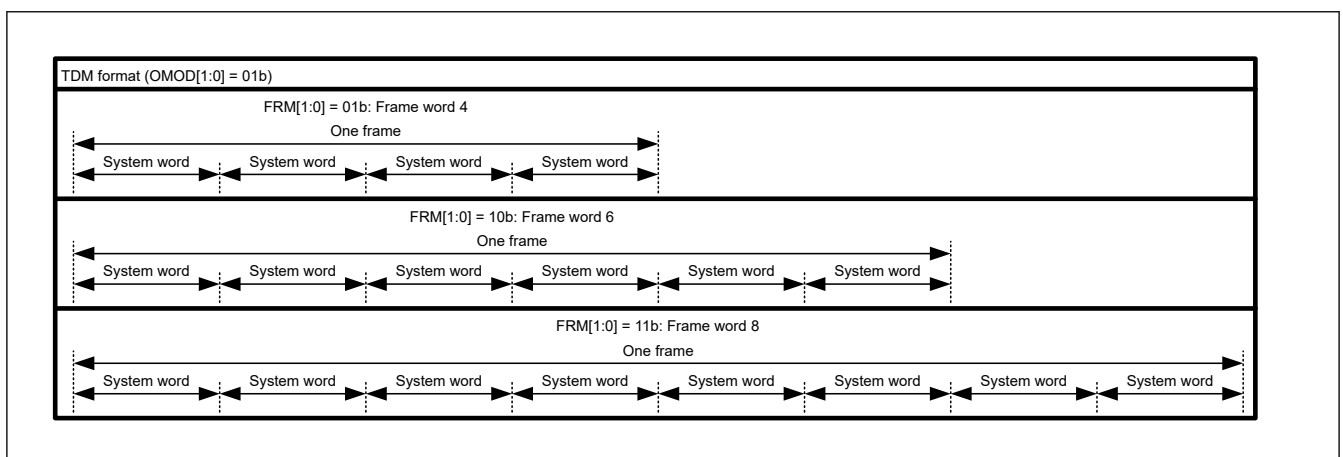 TDM format (OMOD[1:0] = 01b)
FRM[1:0] = 01b: Frame word 4
One frame
System word System word System word System word
FRM[1:0] = 10b: Frame word 6
One frame
System word System word System word System word System word System word
FRM[1:0] = 11b: Frame word 8
One frame
System word System word System word System word System word System word System word System word